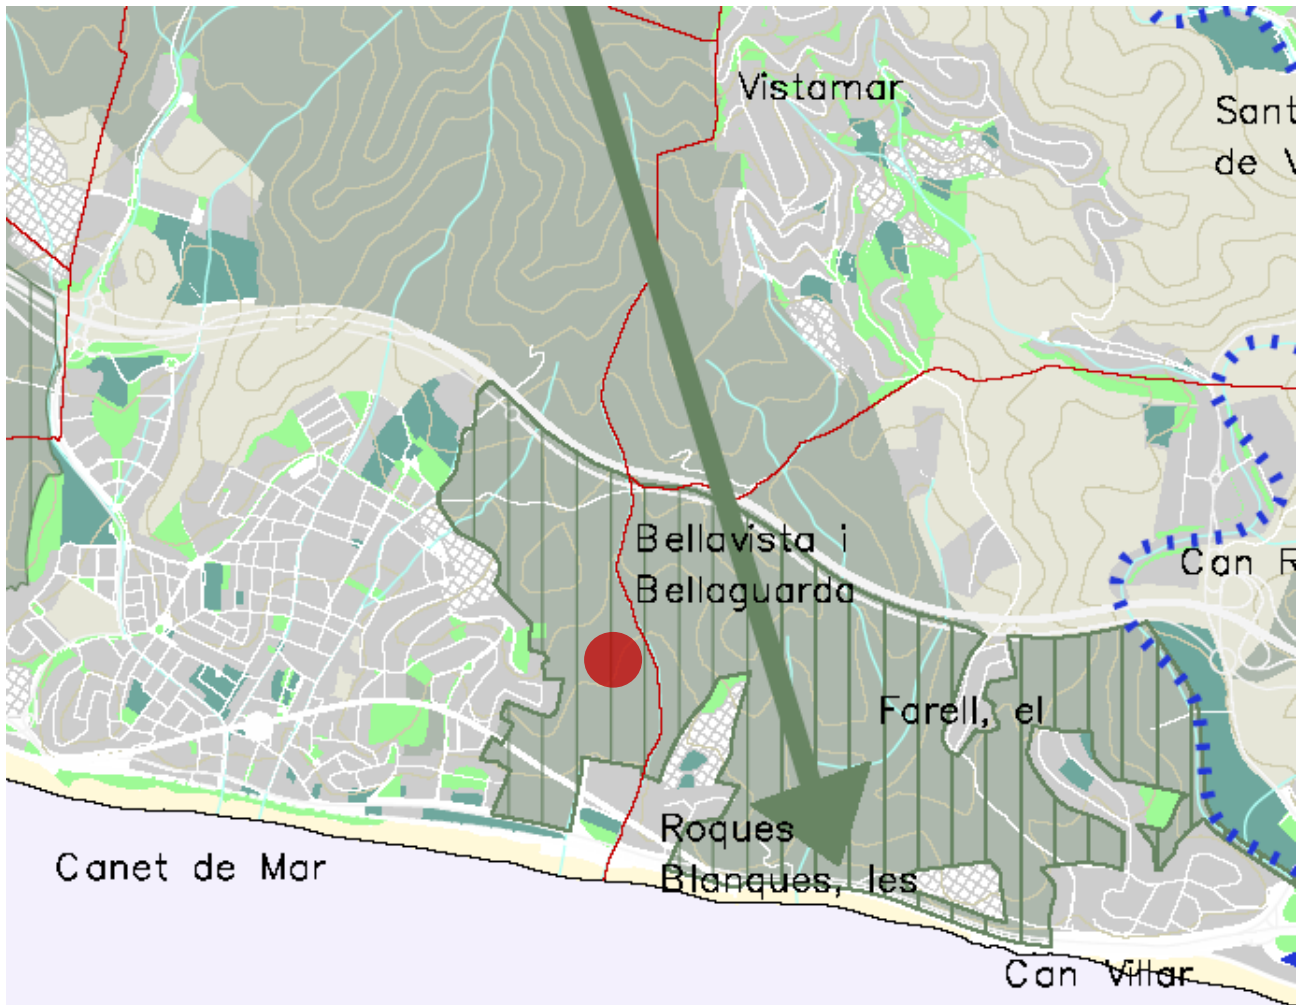 Vistamar
Sant
de V
Bellavista i
Bellaguarda
Can R
Farell, el
Roques
Blanques, les
Canet de Mar
Can Villar